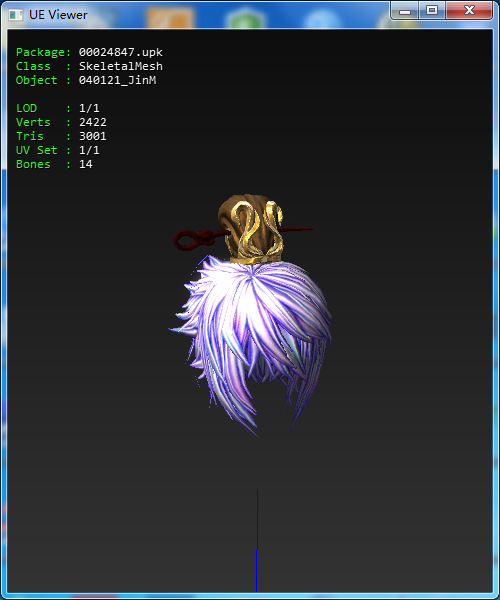 UE Viewer
Package: 00024847.upk
Class : SkeletalMesh
Object : 040121_JinM
LOD : 1/1
Verts : 2422
Tris : 3001
UV Set : 1/1
Bones : 14